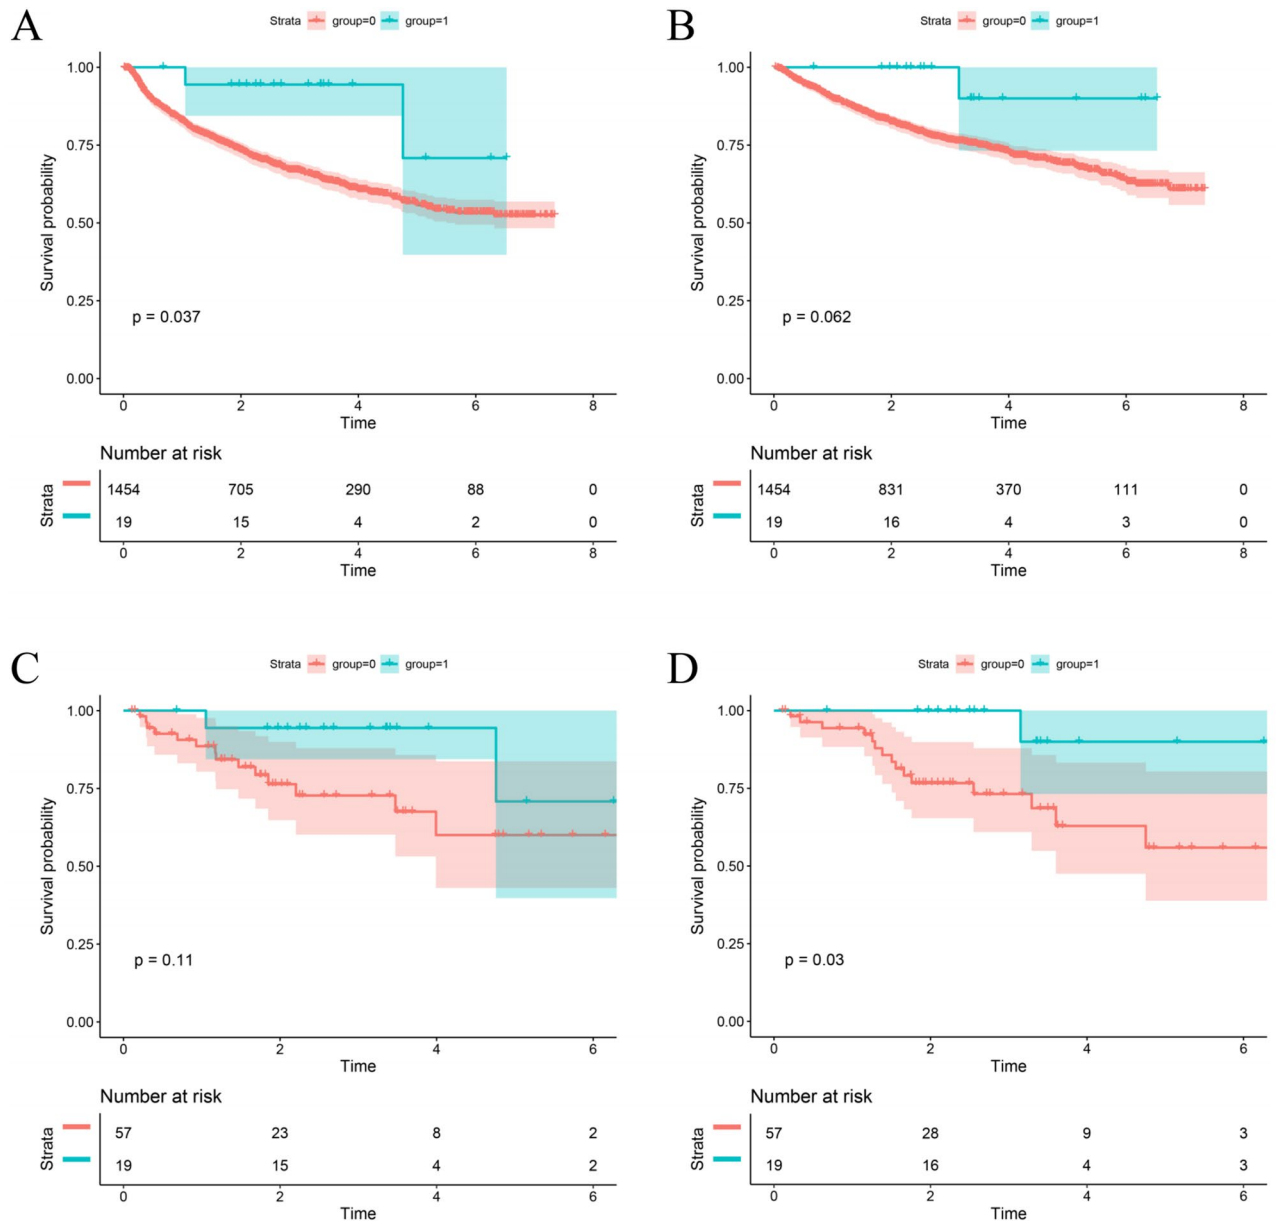 A
Strata group=0 group=1
1.00
0.75
0.50
0.25
0.00
Survival probability
p = 0.037
0 2 4 6 8
Time
Number at risk
Strata
1454 705 290 88 0
19 15 4 2 0
0 2 4 6 8
Time
B
Strata group=0 group=1
1.00
0.75
0.50
0.25
0.00
Survival probability
p = 0.062
0 2 4 6 8
Time
Number at risk
Strata
1454 831 370 111 0
19 16 4 3 0
0 2 4 6 8
Time
C
Strata group=0 group=1
1.00
0.75
0.50
0.25
0.00
Survival probability
p = 0.11
0 2 4 6
Time
Number at risk
Strata
57 23 8 2
19 15 4 2
0 2 4 6
Time
D
Strata group=0 group=1
1.00
0.75
0.50
0.25
0.00
Survival probability
p = 0.03
0 2 4 6
Time
Number at risk
Strata
57 28 9 3
19 16 4 3
0 2 4 6
Time